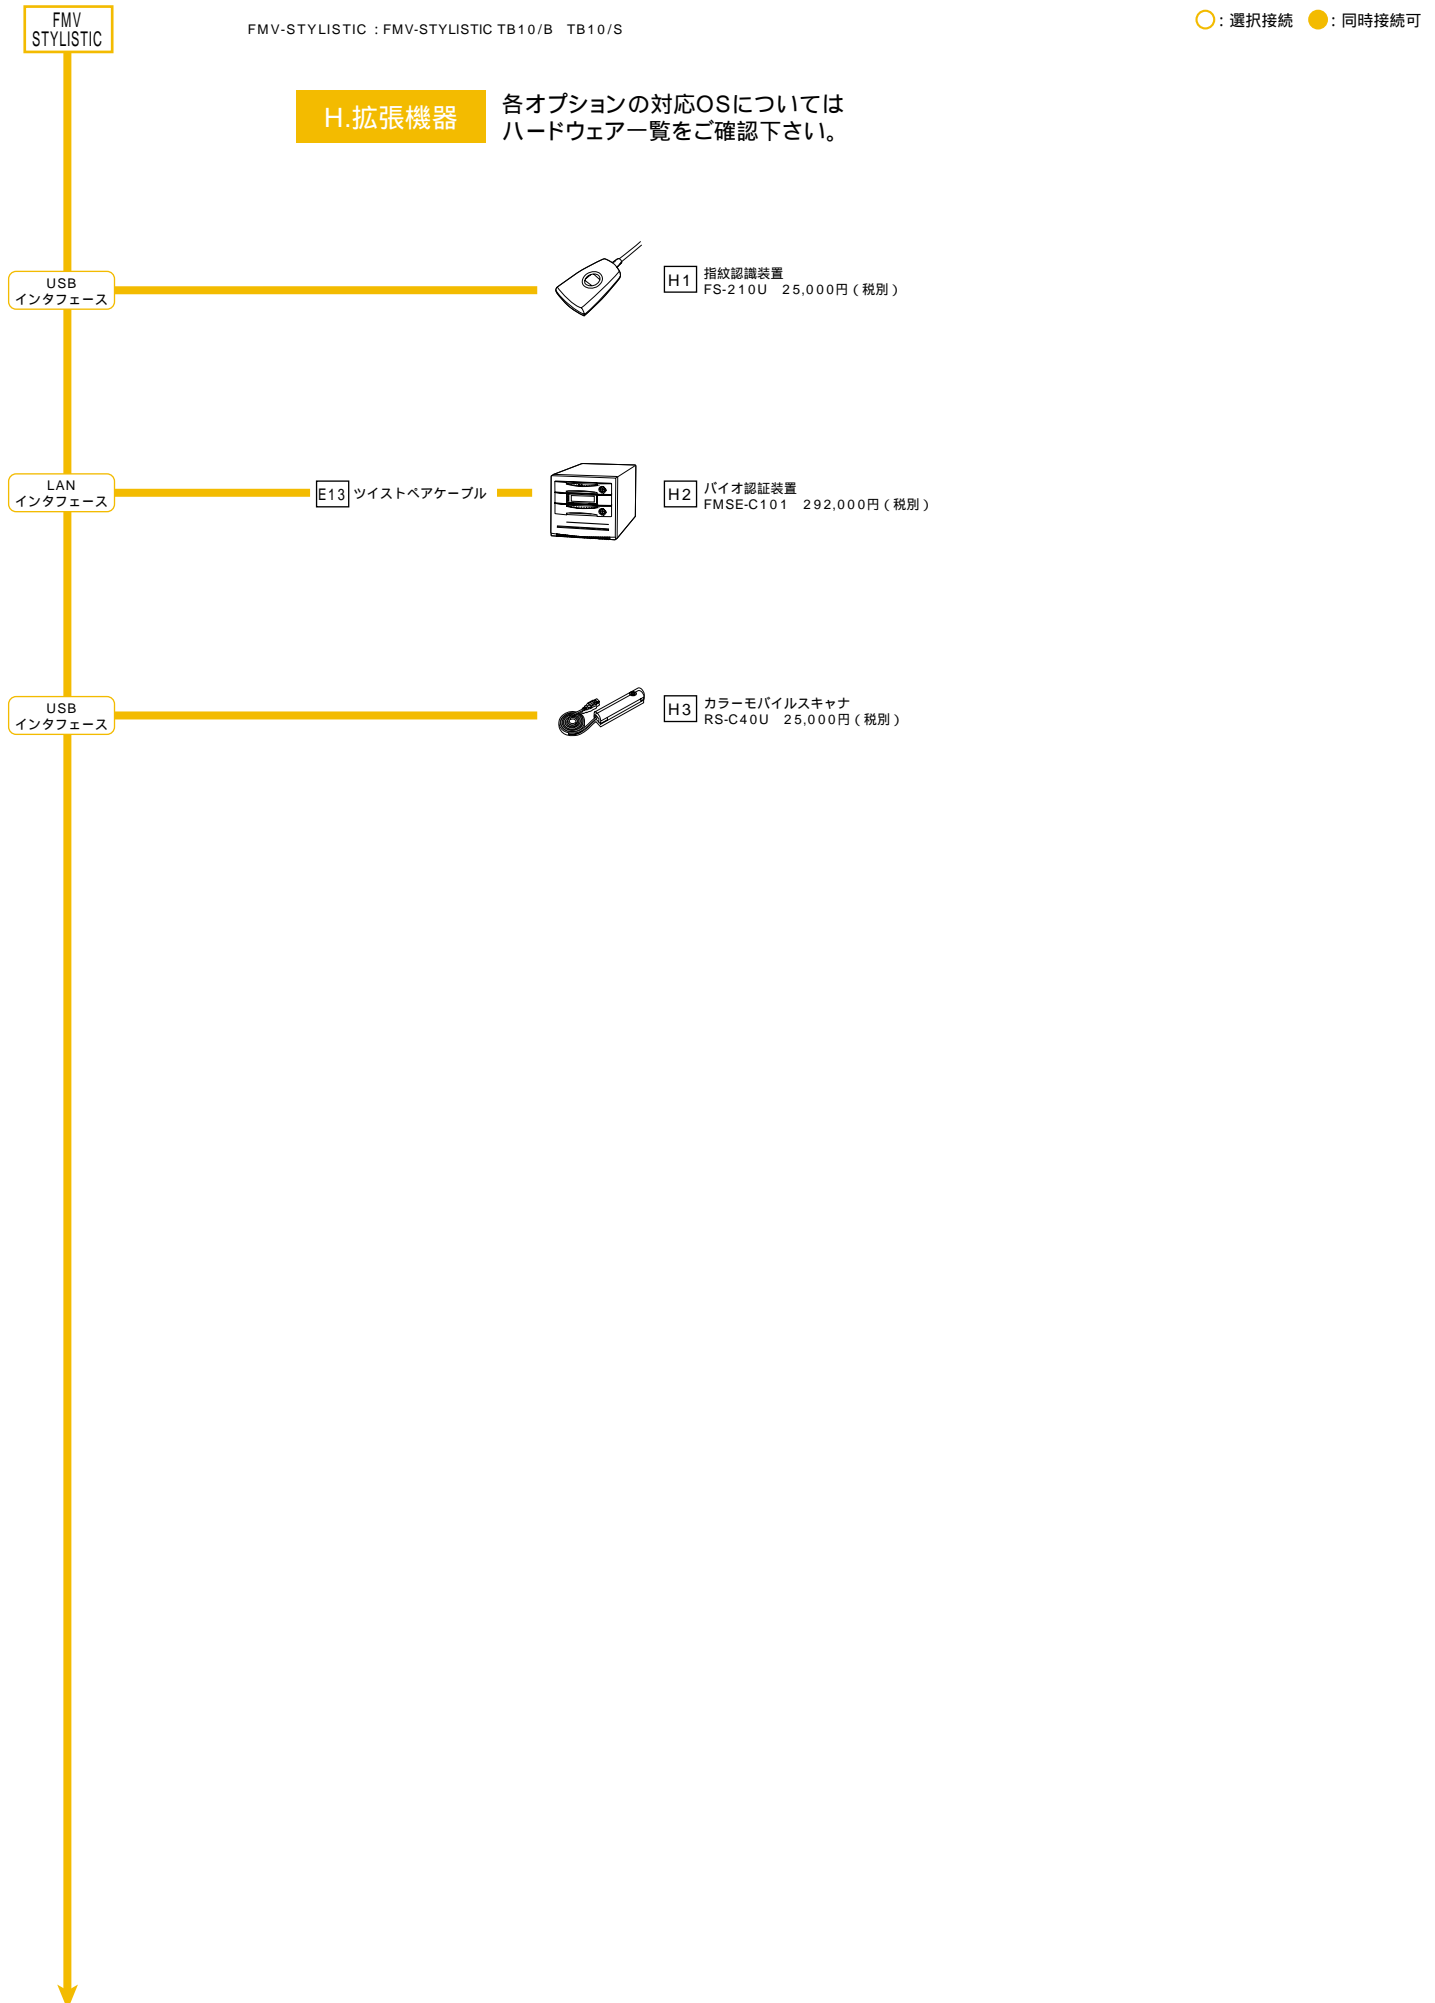 FMV
STYLISTIC
FMV-STYLISTIC : FMV-STYLISTIC TB10/B TB10/S
○: 選択接続 ●: 同時接続可
H.拡張機器
各オプションの対応OSについては
ハードウェア一覧をご確認下さい。
USB
インタフェース
H1
指紋認識装置
FS-210U 25,000円(税別)
LAN
インタフェース
E13 ツイストペアケーブル
H2
バイオ認証装置
FMSE-C101 292,000円(税別)
USB
インタフェース
H3
カラーモバイルスキャナ
RS-C40U 25,000円(税別)